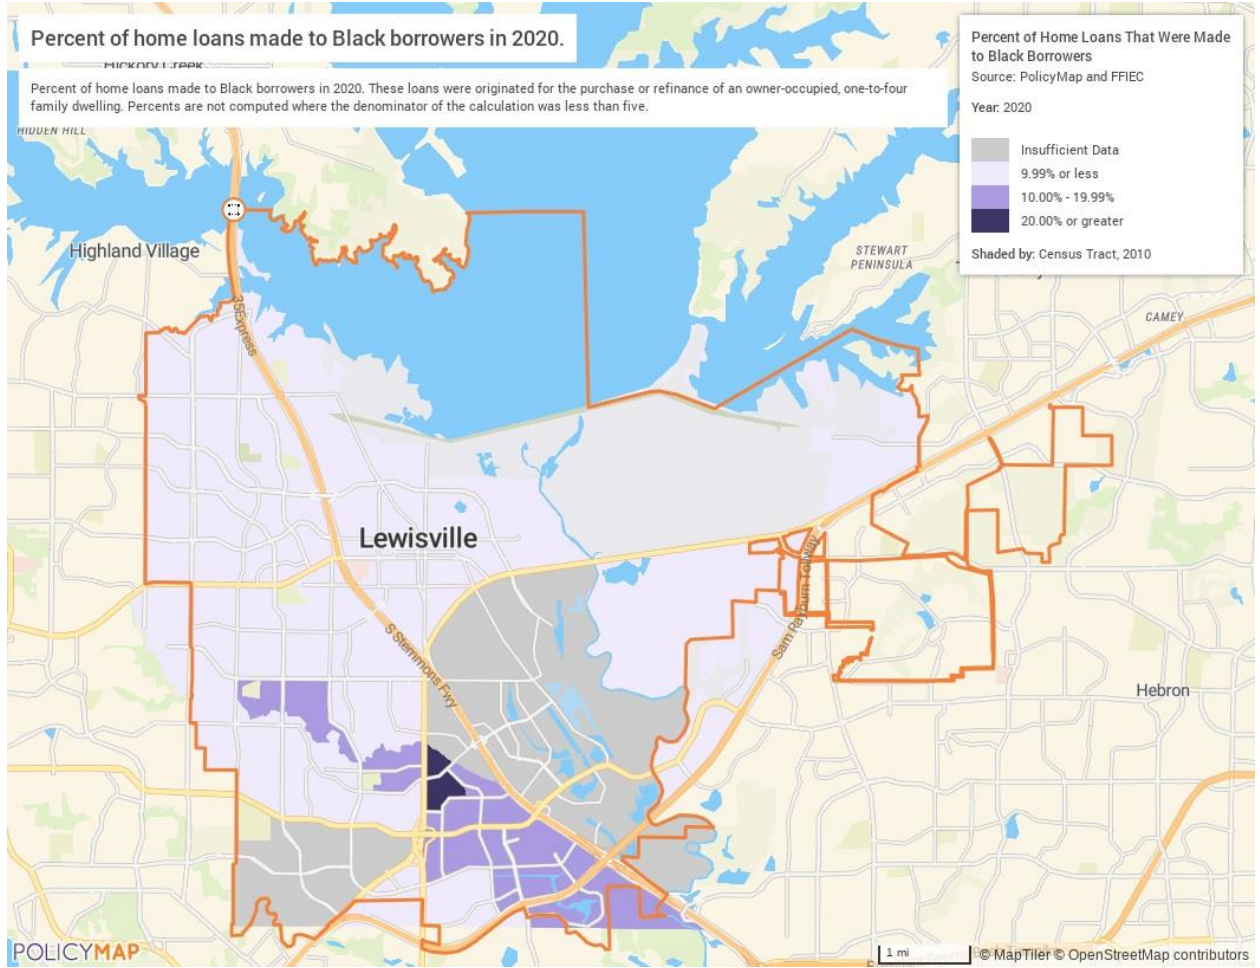 Percent of home loans made to Black borrowers in 2020.
Hickory Creek
Percent of home loans made to Black borrowers in 2020. These loans were originated for the purchase or refinance of an owner-occupied, one-to-four
family dwelling. Percents are not computed where the denominator of the calculation was less than five.
HIDDEN HILL
Percent of Home Loans That Were Made
to Black Borrowers
Source: PolicyMap and FFIEC
Year: 2020
Insufficient Data
9.99% or less
10.00% - 19.99%
20.00% or greater
Shaded by: Census Tract, 2010
Highland Village
STEWART
PENINSULA
35Express
CAMEY
Lewisville
Sam Rayburn Tollway
S Stemmons Fwy
Hebron
POLICYMAP
1 mi
© MapTiler © OpenStreetMap contributors